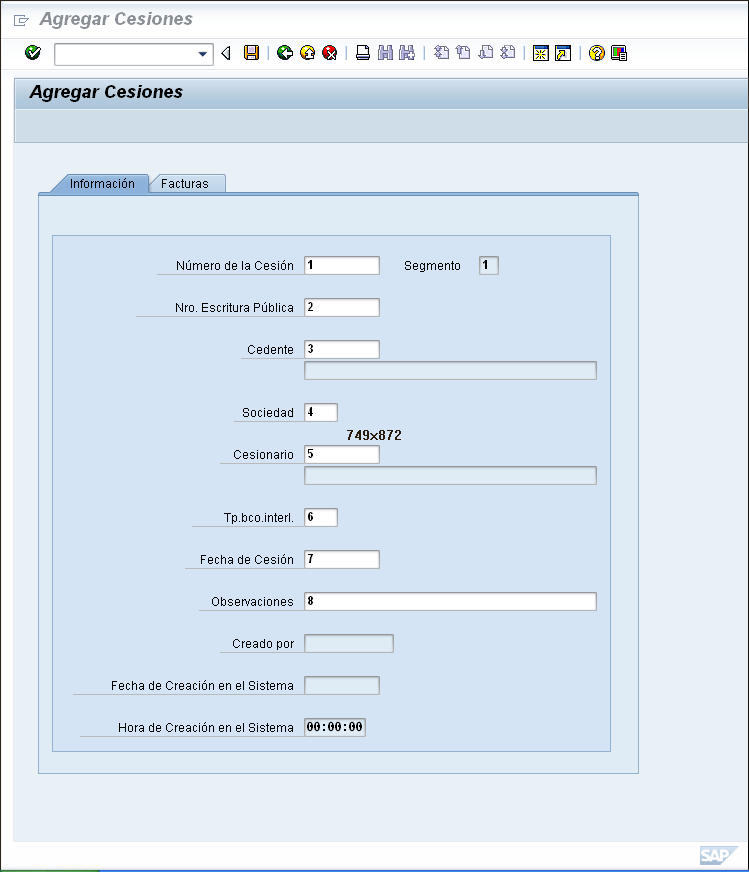 Agregar Cesiones
Agregar Cesiones
Información Facturas
Número de la Cesión 1 Segmento 1
Nro. Escritura Pública 2
Cedente 3
Sociedad 4
749x872
Cesionario 5
Tp.bco.interl. 6
Fecha de Cesión 7
Observaciones 8
Creado por
Fecha de Creación en el Sistema
Hora de Creación en el Sistema 00:00:00
SAP